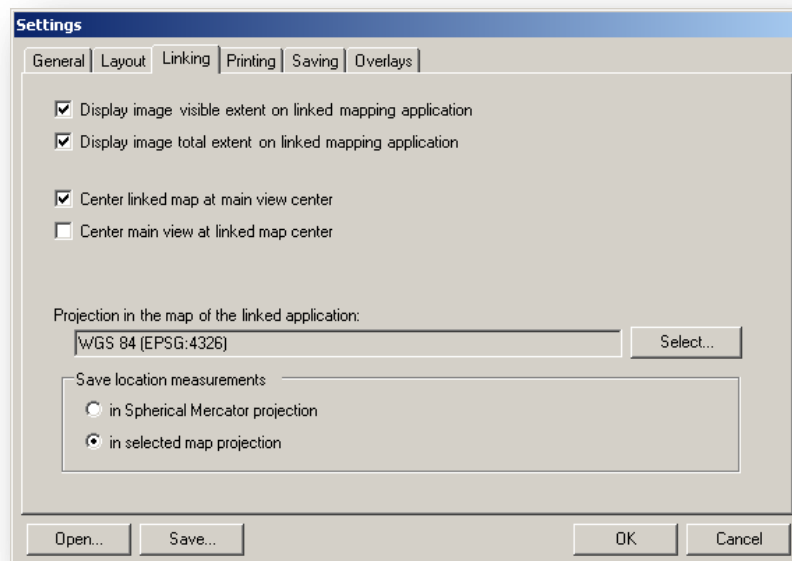 Settings
General Layout Linking Printing Saving Overlays
Display image visible extent on linked mapping application
Display image total extent on linked mapping application
Center linked map at main view center
Center main view at linked map center
Projection in the map of the linked application:
WGS 84 (EPSG:4326) Select...
Save location measurements
in Spherical Mercator projection
in selected map projection
Open... Save... OK Cancel